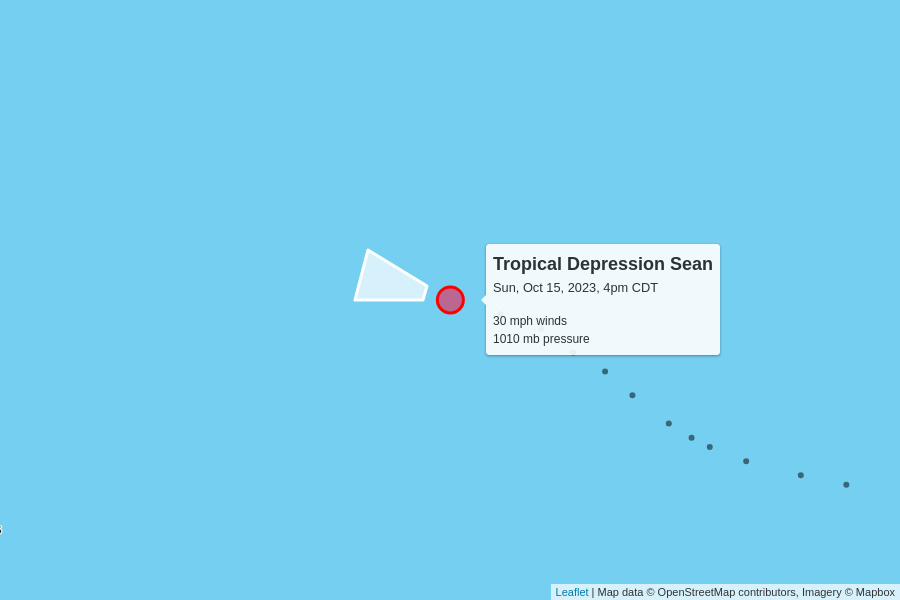 Tropical Depression Sean
Sun, Oct 15, 2023, 4pm CDT
30 mph winds
1010 mb pressure
Leaflet | Map data © OpenStreetMap contributors, Imagery © Mapbox